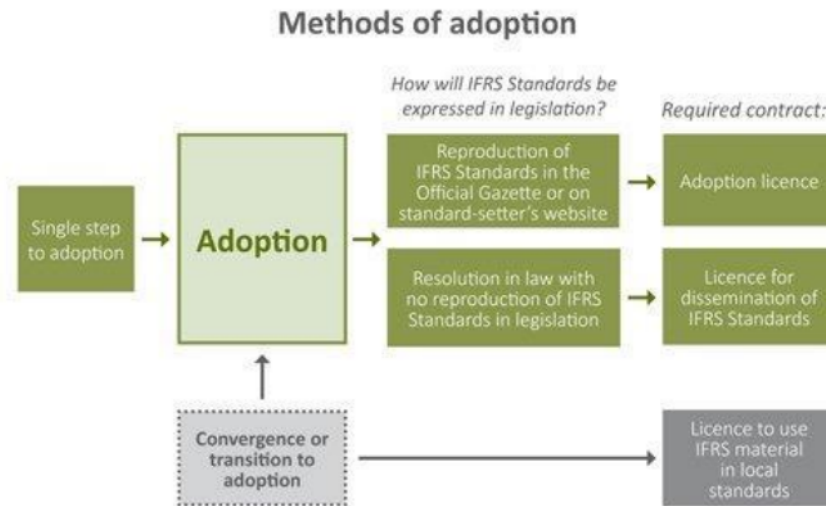 Methods of adoption
How will IFRS Standards be
expressed in legislation?
Required contract:
Single step
to adoption
Adoption
Reproduction of
IFRS Standards in the
Official Gazette or on
standard-setter's website
Adoption licence
Resolution in law with
no reproduction of IFRS
Standards in legislation
Licence for
dissemination of
IFRS Standards
Convergence or
transition to
adoption
Licence to use
IFRS material
in local
standards